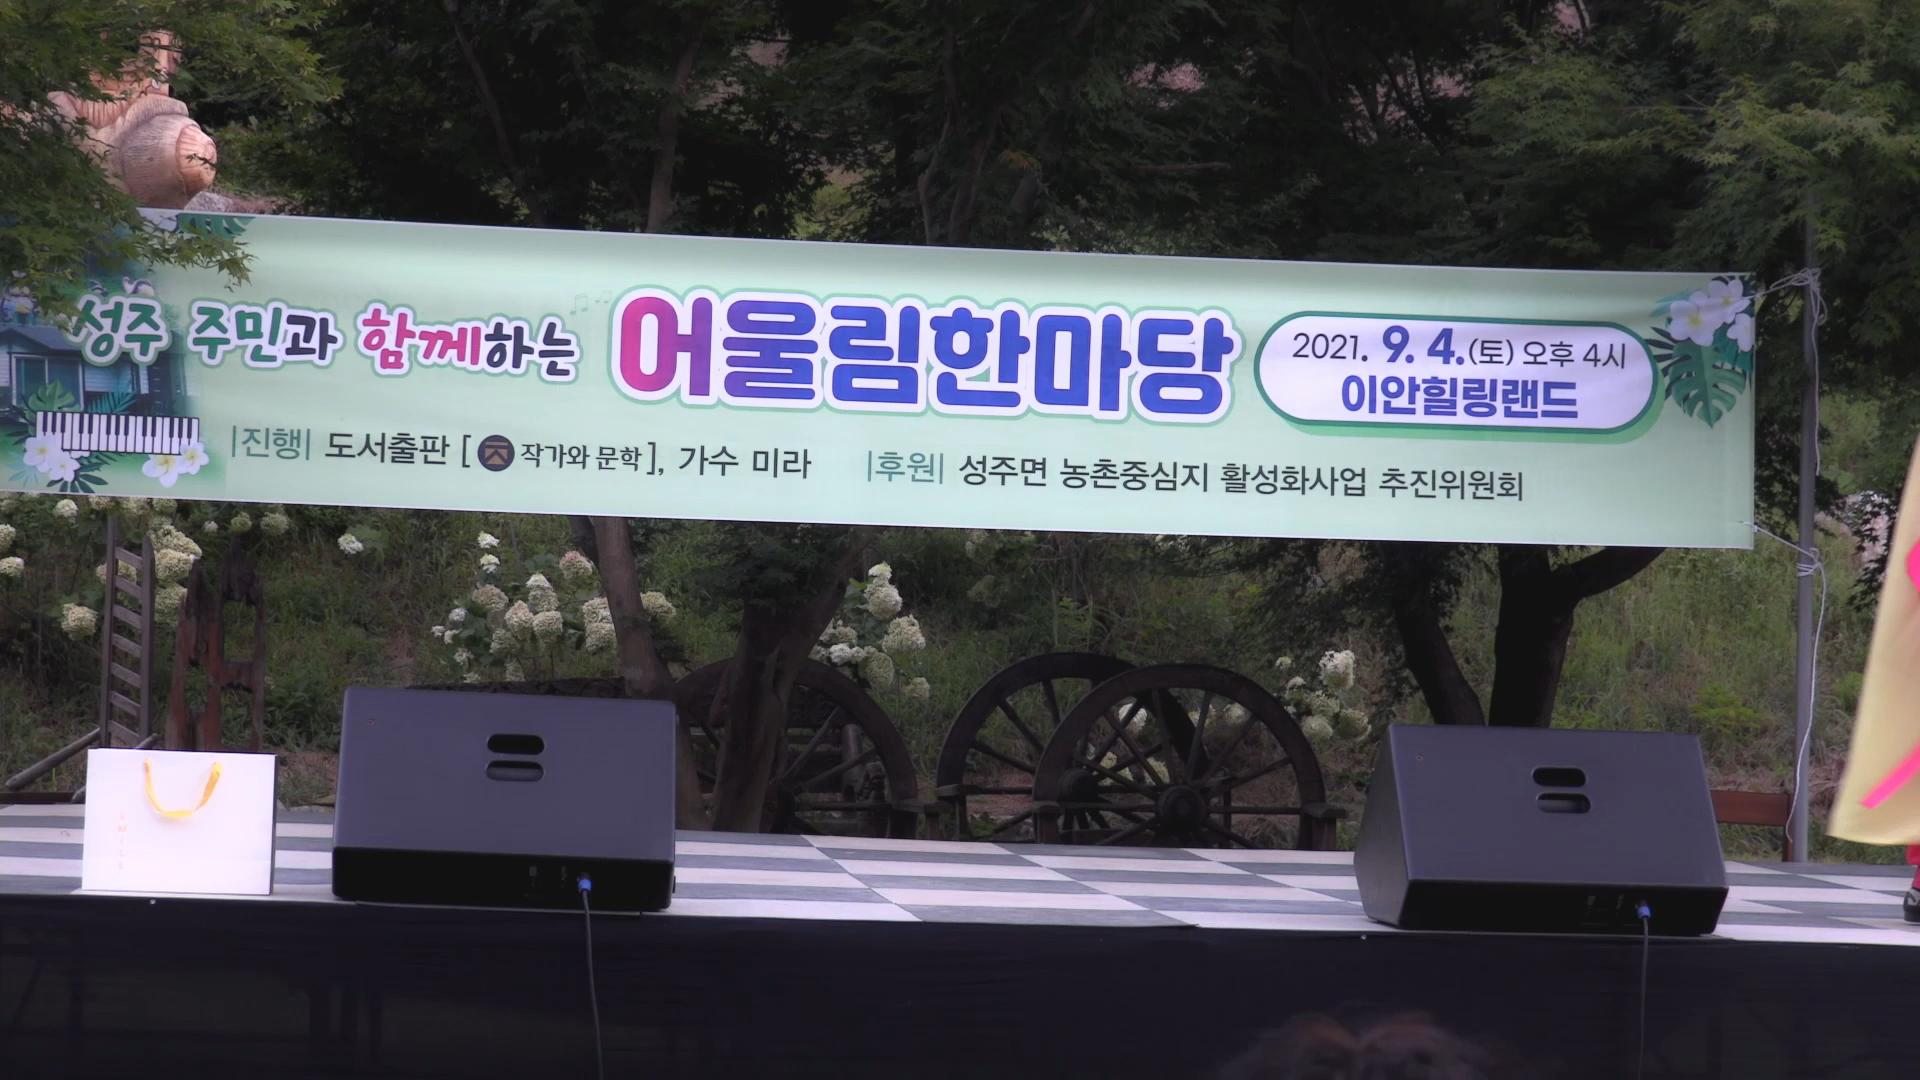 성주 주민과 함께하는 어울림한마당
2021. 9. 4.(토) 오후 4시
이안힐링랜드
|진행| 도서출판 [작가와 문학], 가수 미라 |후원| 성주면 농촌중심지 활성화사업 추진위원회